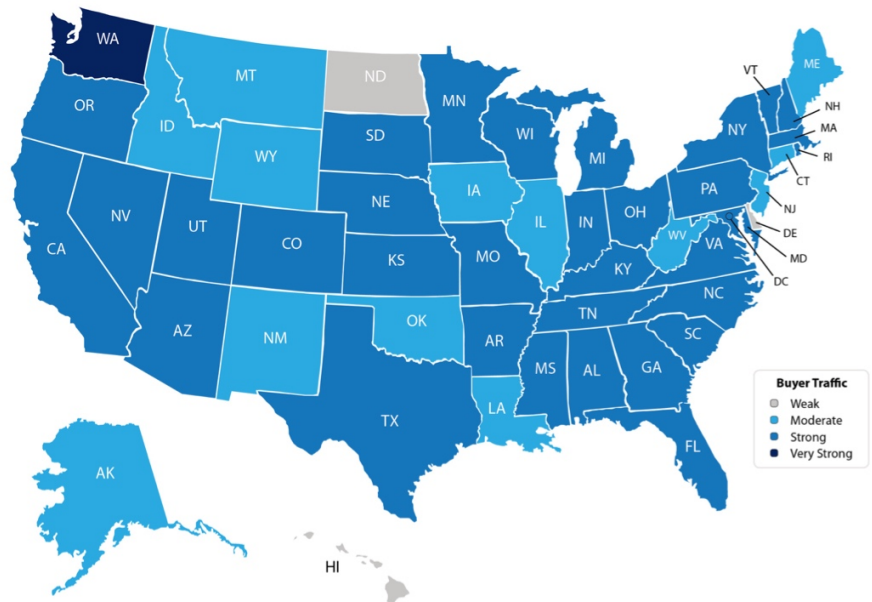 WA
MT
ND
OR
ID
WY
SD
MN
WI
MI
VT
ME
NH
MA
RI
CT
NY
PA
NJ
DE
MD
DC
CA
NV
UT
CO
NE
KS
IA
IL
IN
OH
WV
VA
MO
KY
NC
TN
SC
AZ
NM
OK
AR
TX
LA
MS
AL
GA
FL
AK
HI
Buyer Traffic
Weak
Moderate
Strong
Very Strong